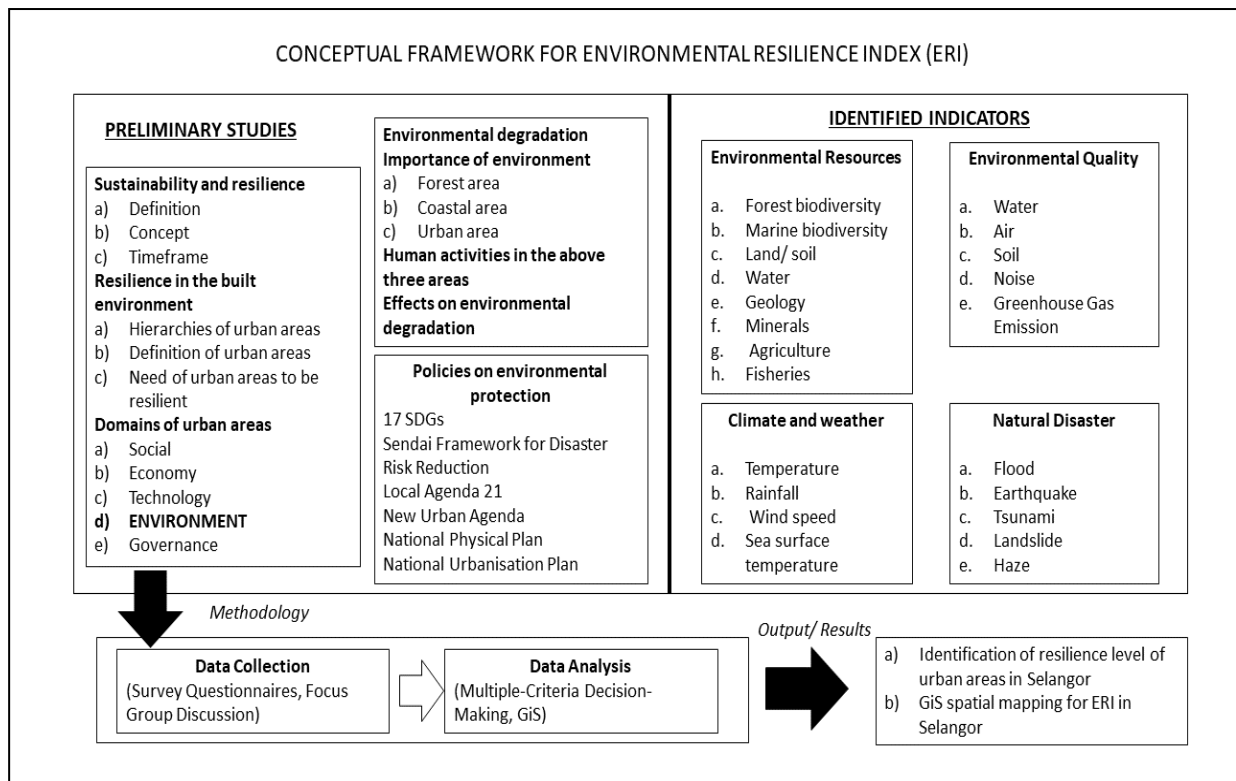 CONCEPTUAL FRAMEWORK FOR ENVIRONMENTAL RESILIENCE INDEX (ERI)
PRELIMINARY STUDIES
Sustainability and resilience
a) Definition
b) Concept
c) Timeframe
Resilience in the built
environment
a) Hierarchies of urban areas
b) Definition of urban areas
c) Need of urban areas to be
resilient
Domains of urban areas
a) Social
b) Economy
c) Technology
d) ENVIRONMENT
e) Governance
Environmental degradation
Importance of environment
a) Forest area
b) Coastal area
c) Urban area
Human activities in the above
three areas
Effects on environmental
degradation
Policies on environmental
protection
17 SDGs
Sendai Framework for Disaster
Risk Reduction
Local Agenda 21
New Urban Agenda
National Physical Plan
National Urbanisation Plan
IDENTIFIED INDICATORS
Environmental Resources
a. Forest biodiversity
b. Marine biodiversity
c. Land/ soil
d. Water
e. Geology
f. Minerals
g. Agriculture
h. Fisheries
Environmental Quality
a. Water
b. Air
c. Soil
d. Noise
e. Greenhouse Gas
Emission
Climate and weather
a. Temperature
b. Rainfall
c. Wind speed
d. Sea surface
temperature
Natural Disaster
a. Flood
b. Earthquake
c. Tsunami
d. Landslide
e. Haze
Methodology
Data Collection
(Survey Questionnaires, Focus
Group Discussion)
Data Analysis
(Multiple-Criteria Decision-
Making, GiS)
Output/ Results
a) Identification of resilience level of
urban areas in Selangor
b) GiS spatial mapping for ERI in
Selangor